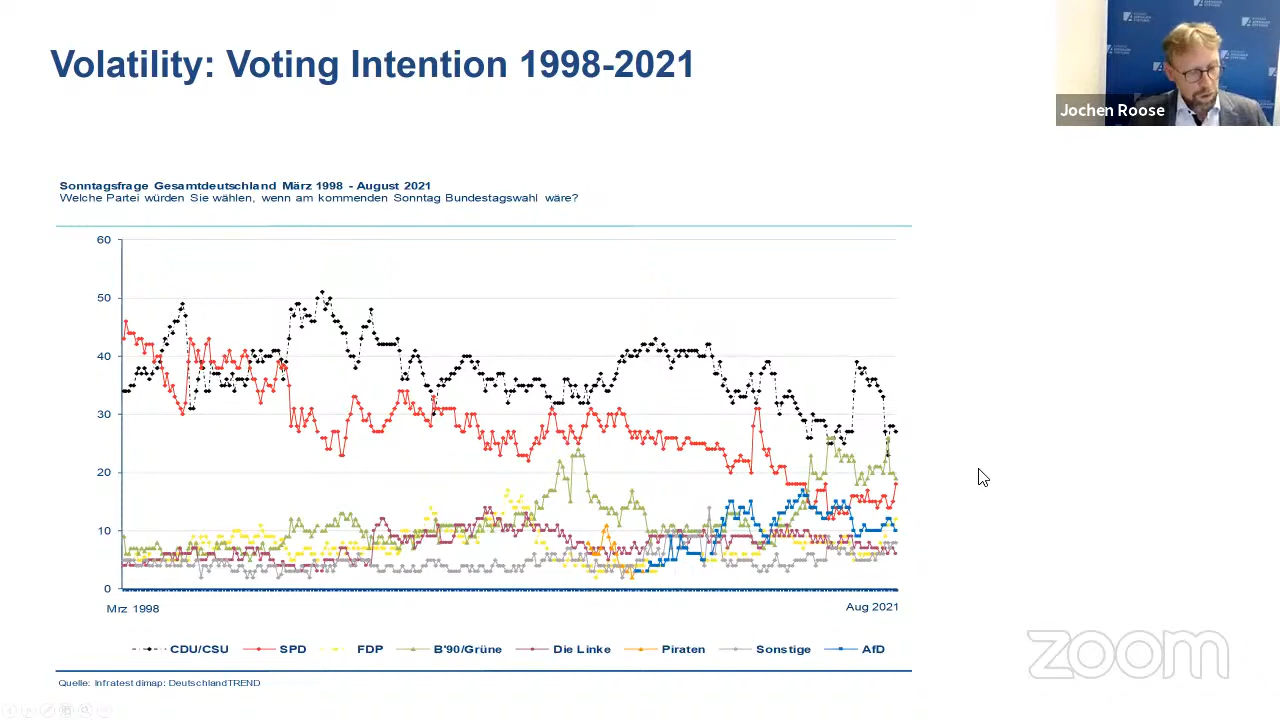 Volatility: Voting Intention 1998-2021
Jochen Roose
Sonntagsfrage Gesamtdeutschland März 1998 - August 2021
Welche Partei würden Sie wählen, wenn am kommenden Sonntag Bundestagswahl wäre?
60
50
40
30
20
10
0
Mrz 1998
Aug 2021
CDU/CSU SPD FDP B'90/Grüne Die Linke Piraten Sonstige AfD
Quelle: Infratest dimap: DeutschlandTREND
zoom